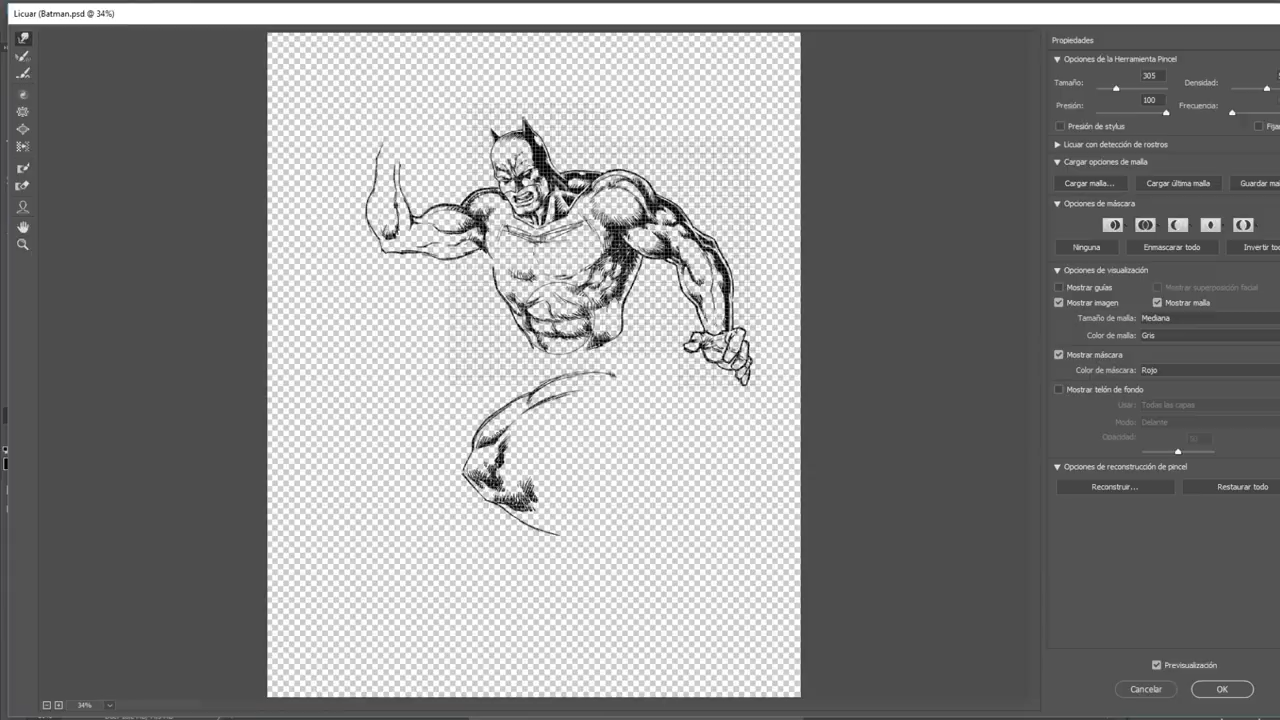 Licuar (Batman.psd @ 34%)
Propiedades
Opciones de la Herramienta Pincel
Tamaño: 305 Densidad:
Presión: 100 Frecuencia:
Presión de stylus
Licuar con detección de rostros
Cargar opciones de malla
Cargar malla... Cargar última malla Guardar
Opciones de máscara
Ninguna Enmascarar todo Invertir
Opciones de visualización
Mostrar guías Mostrar superposición facial
Mostrar imagen Mostrar malla
Tamaño de malla: Mediana
Color de malla: Gris
Mostrar máscara
Color de máscara: Rojo
Mostrar telón de fondo
Usar: Todas las capas
Modo: Delante
Opacidad: 50
Opciones de reconstrucción de pincel
Reconstruir... Restaurar todo
Previsualización
Cancelar OK
34%